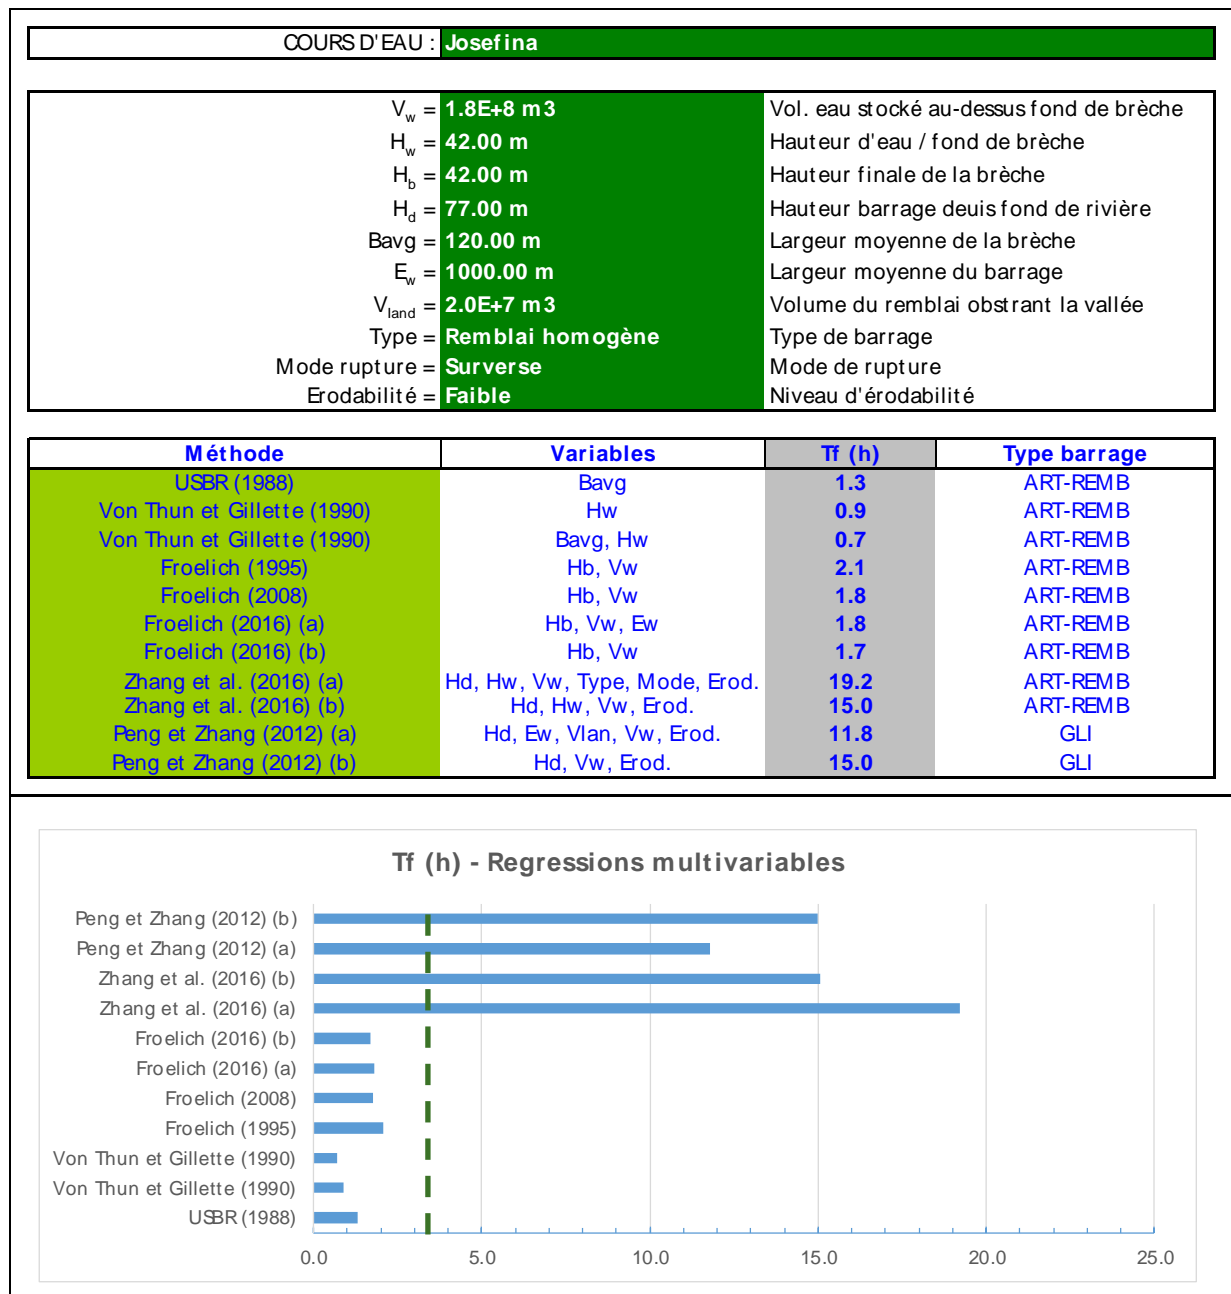 COURS D'EAU : Josefina
V_w = 1.8E+8 m3 Vol. eau stocké au-dessus fond de brèche
H_w = 42.00 m Hauteur d'eau / fond de brèche
H_b = 42.00 m Hauteur finale de la brèche
H_d = 77.00 m Hauteur barrage deuis fond de rivière
Bavg = 120.00 m Largeur moyenne de la brèche
E_w = 1000.00 m Largeur moyenne du barrage
V_land = 2.0E+7 m3 Volume du remblai obstrant la vallée
Type = Remblai homogène Type de barrage
Mode rupture = Surverse Mode de rupture
Erodabilité = Faible Niveau d'érodabilité
Méthode Variables Tf (h) Type barrage
USBR (1988) Bavg 1.3 ART-REMB
Von Thun et Gillette (1990) Hw 0.9 ART-REMB
Von Thun et Gillette (1990) Bavg, Hw 0.7 ART-REMB
Froelich (1995) Hb, Vw 2.1 ART-REMB
Froelich (2008) Hb, Vw 1.8 ART-REMB
Froelich (2016) (a) Hb, Vw, Ew 1.8 ART-REMB
Froelich (2016) (b) Hb, Vw 1.7 ART-REMB
Zhang et al. (2016) (a) Hd, Hw, Vw, Type, Mode, Erod. 19.2 ART-REMB
Zhang et al. (2016) (b) Hd, Hw, Vw, Erod. 15.0 ART-REMB
Peng et Zhang (2012) (a) Hd, Ew, Vlan, Vw, Erod. 11.8 GLI
Peng et Zhang (2012) (b) Hd, Vw, Erod. 15.0 GLI
Tf (h) - Regressions multivariables
Peng et Zhang (2012) (b)
Peng et Zhang (2012) (a)
Zhang et al. (2016) (b)
Zhang et al. (2016) (a)
Froelich (2016) (b)
Froelich (2016) (a)
Froelich (2008)
Froelich (1995)
Von Thun et Gillette (1990)
Von Thun et Gillette (1990)
USBR (1988)
0.0 5.0 10.0 15.0 20.0 25.0